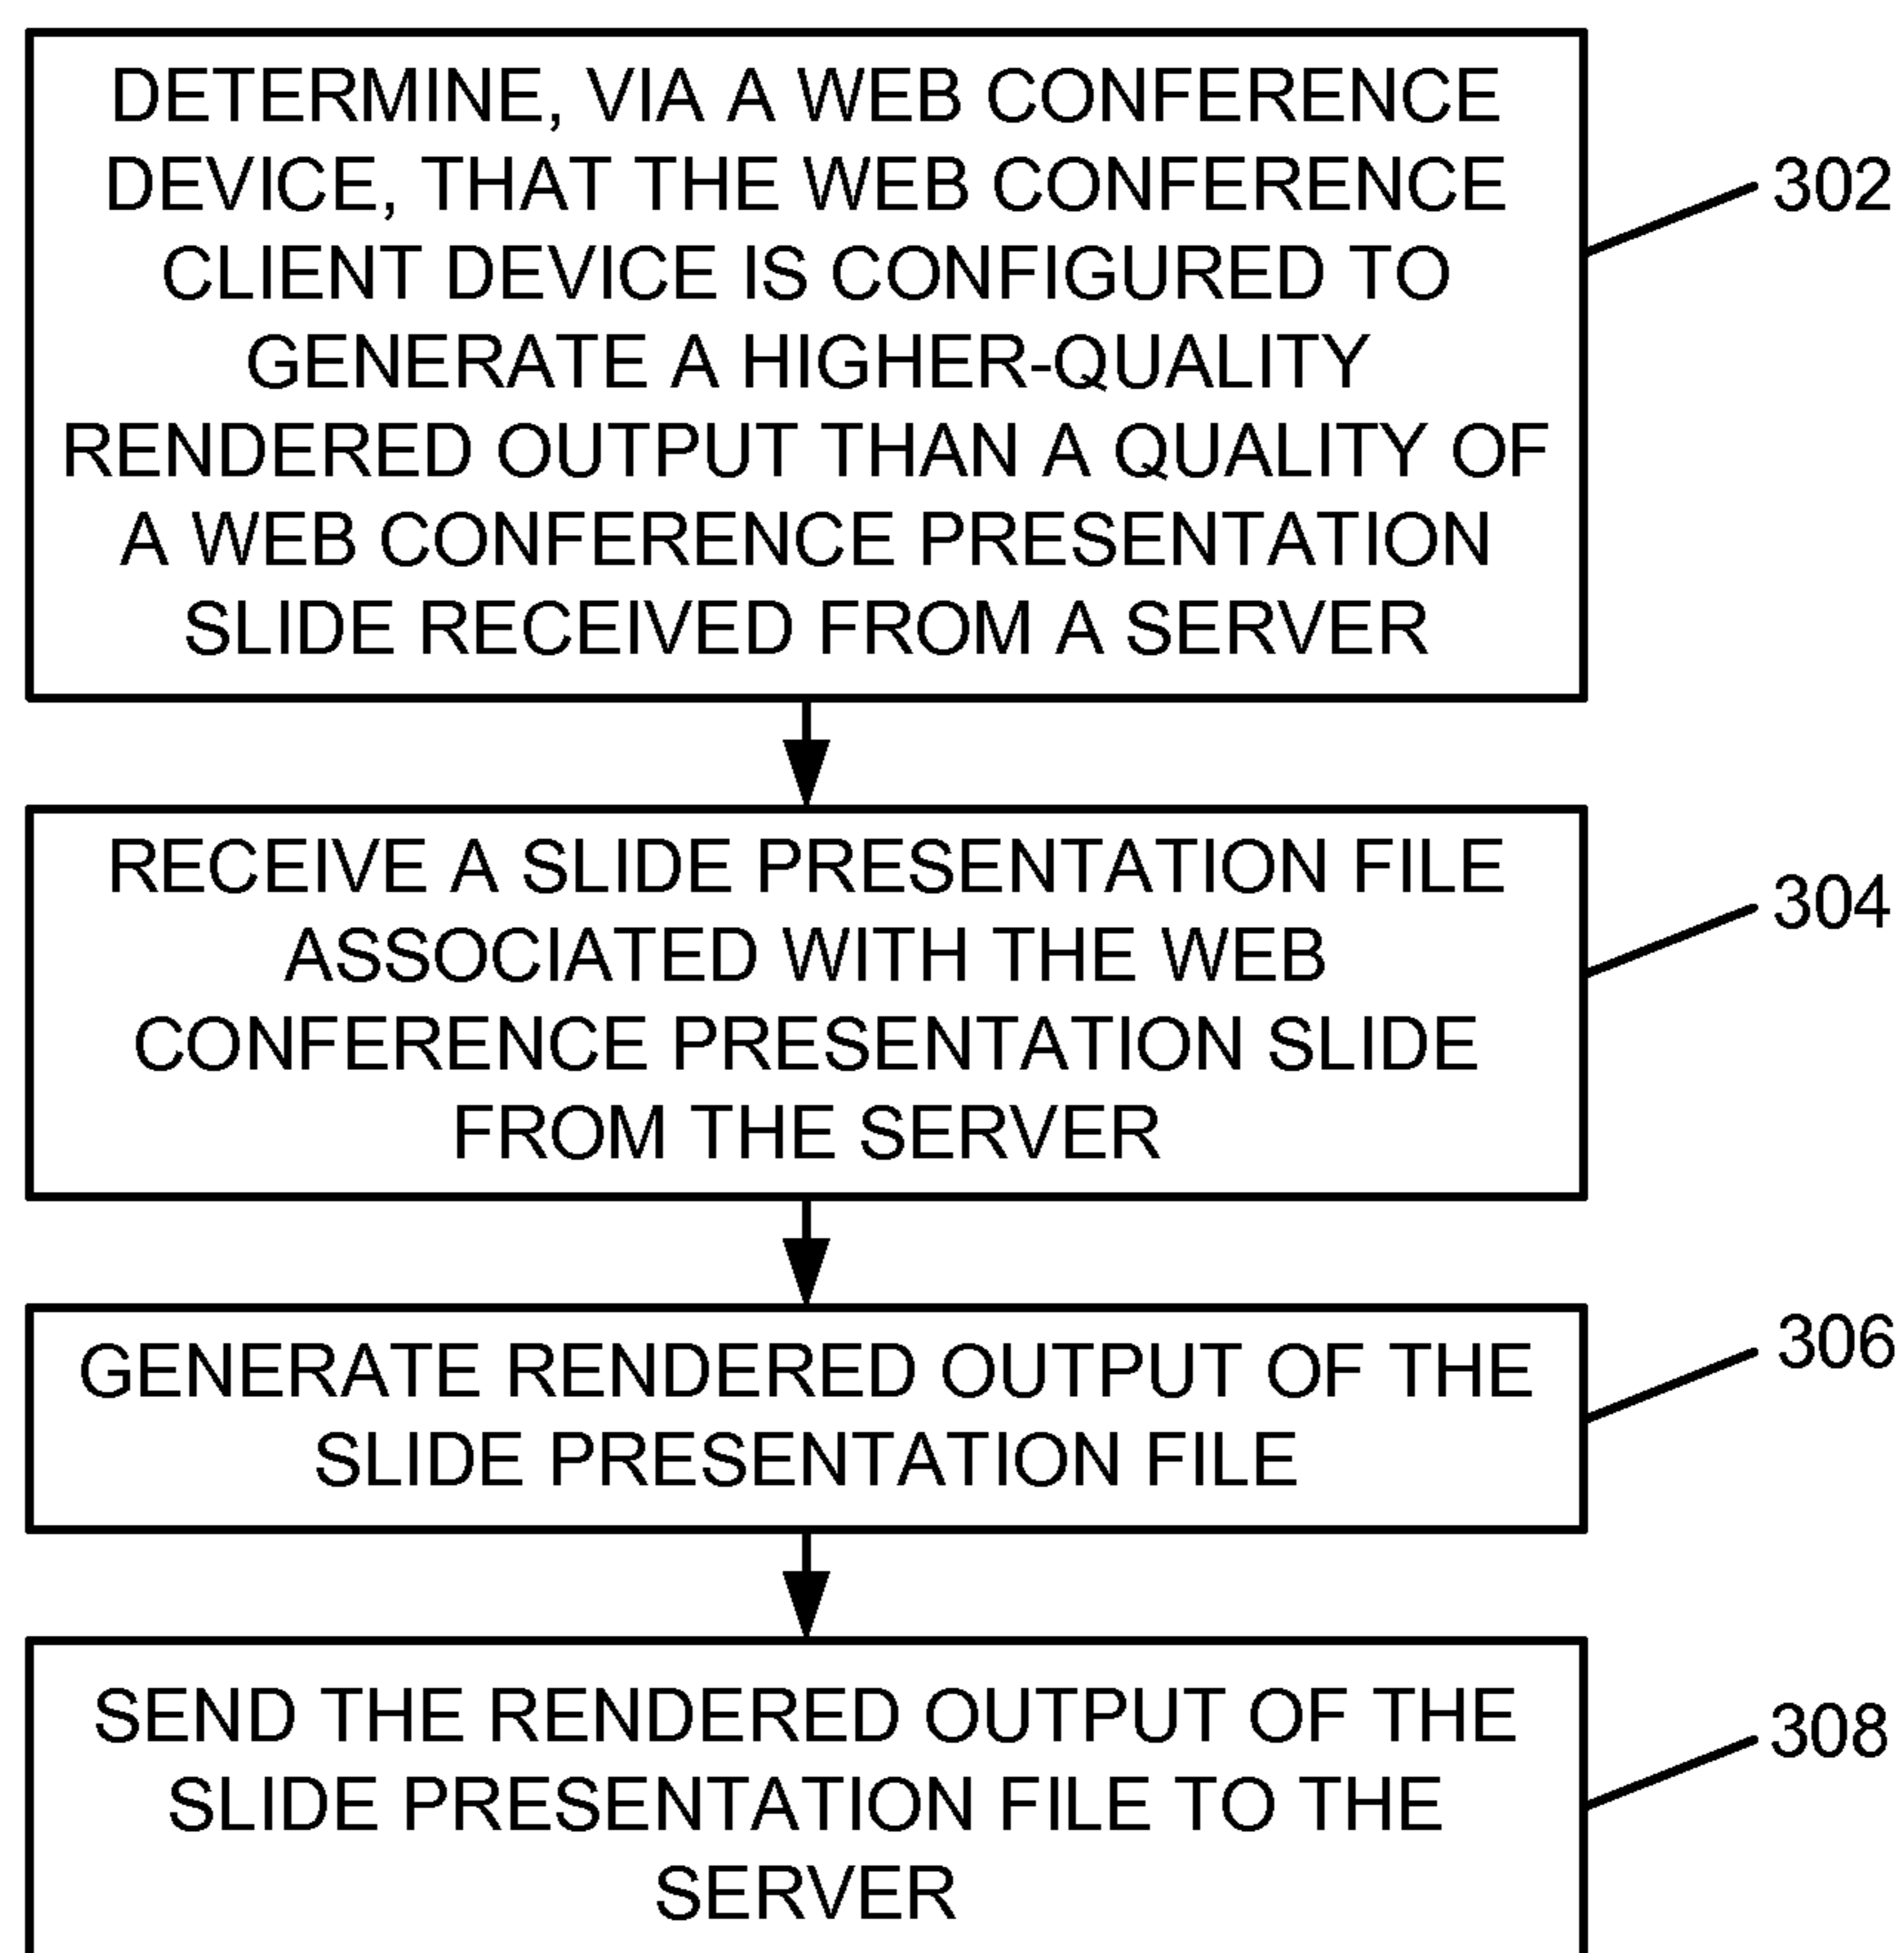 DETERMINE, VIA A WEB CONFERENCE
DEVICE, THAT THE WEB CONFERENCE
CLIENT DEVICE IS CONFIGURED TO
GENERATE A HIGHER-QUALITY
RENDERED OUTPUT THAN A QUALITY OF
A WEB CONFERENCE PRESENTATION
SLIDE RECEIVED FROM A SERVER
302
RECEIVE A SLIDE PRESENTATION FILE
ASSOCIATED WITH THE WEB
CONFERENCE PRESENTATION SLIDE
FROM THE SERVER
304
GENERATE RENDERED OUTPUT OF THE
SLIDE PRESENTATION FILE
306
SEND THE RENDERED OUTPUT OF THE
SLIDE PRESENTATION FILE TO THE
SERVER
308